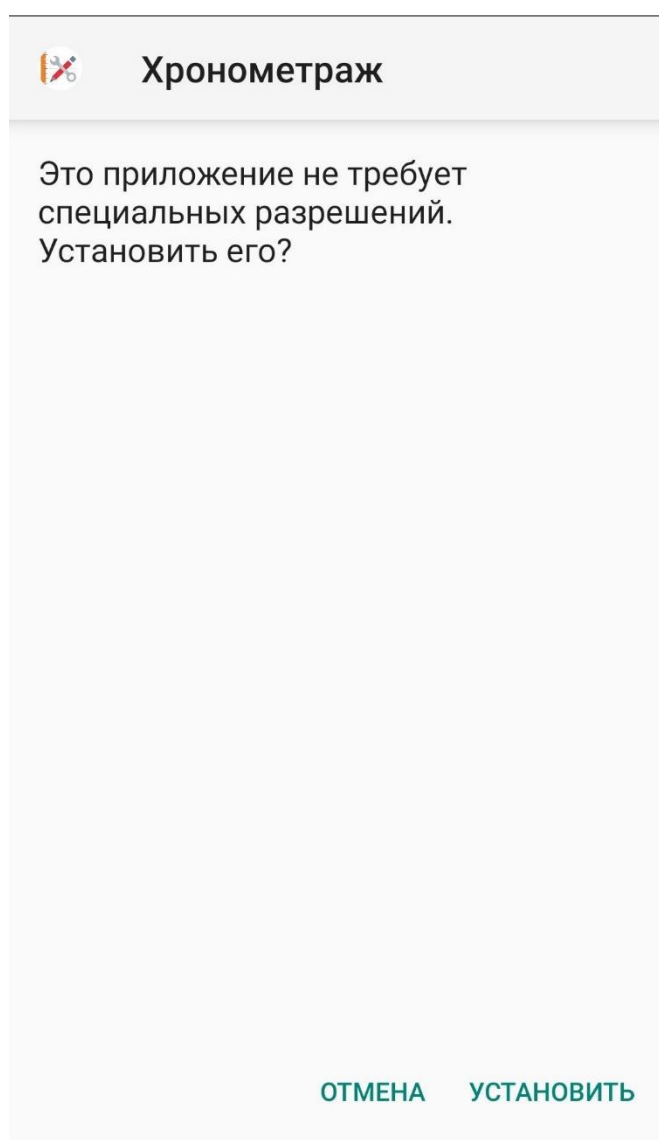 Хронометраж
Это приложение не требует
специальных разрешений.
Установить его?
ОТМЕНА УСТАНОВИТЬ